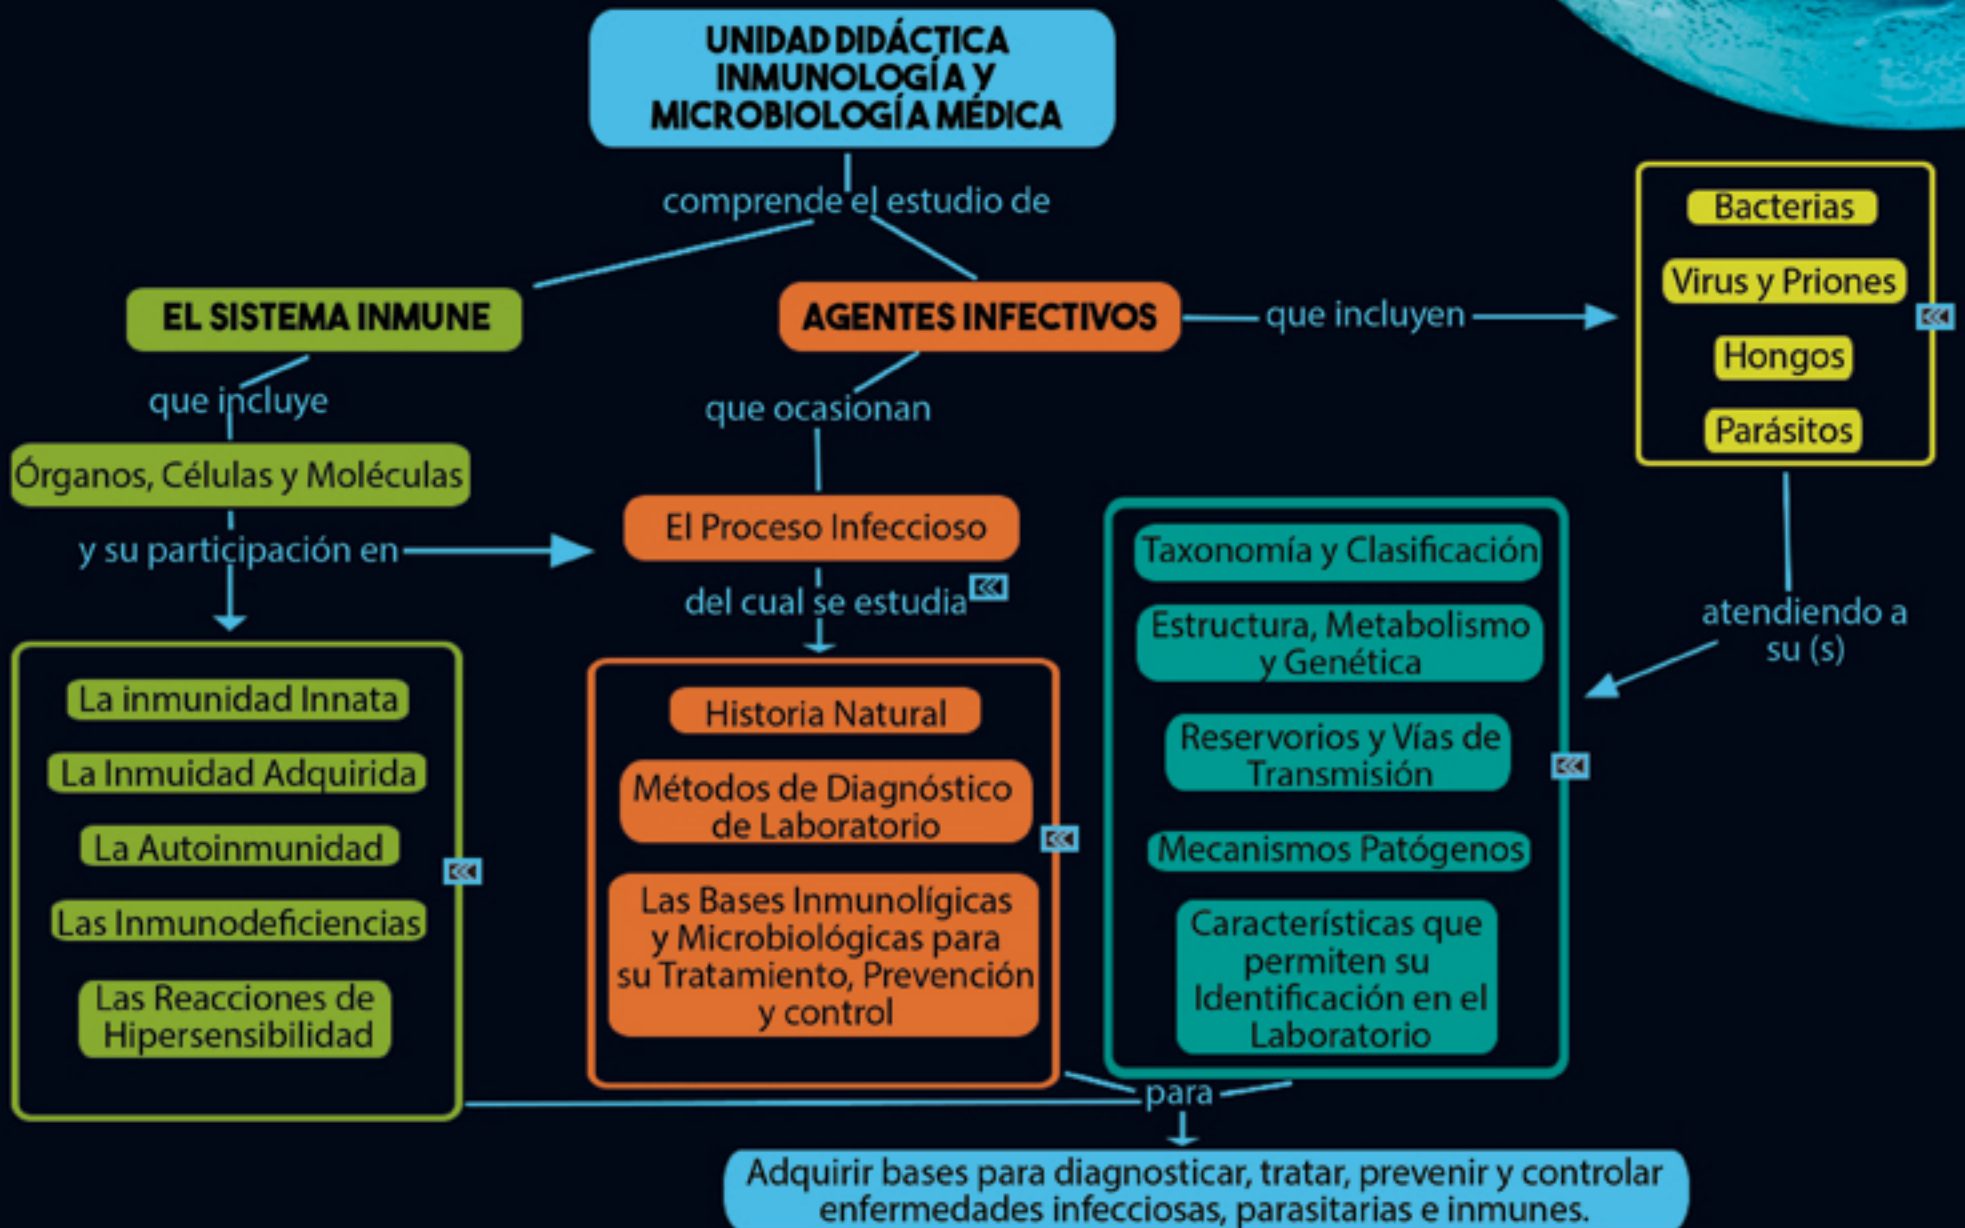 UNIDAD DIDÁCTICA
INMUNOLOGÍA Y
MICROBIOLOGÍA MÉDICA
comprende el estudio de
EL SISTEMA INMUNE
AGENTES INFECTIVOS
que incluyen
Bacterias
Virus y Priones
Hongos
Parásitos
que incluye
Órganos, Células y Moléculas
y su participación en
que ocasionan
El Proceso Infeccioso
del cual se estudia
atendiendo a
su (s)
La inmunidad Innata
La Inmuidad Adquirida
La Autoinmunidad
Las Inmunodeficiencias
Las Reacciones de
Hipersensibilidad
Historia Natural
Métodos de Diagnóstico
de Laboratorio
Las Bases Inmunolígicas
y Microbiológicas para
su Tratamiento, Prevención
y control
Taxonomía y Clasificación
Estructura, Metabolismo
y Genética
Reservorios y Vías de
Transmisión
Mecanismos Patógenos
Características que
permiten su
Identificación en el
Laboratorio
para
Adquirir bases para diagnosticar, tratar, prevenir y controlar
enfermedades infecciosas, parasitarias e inmunes.